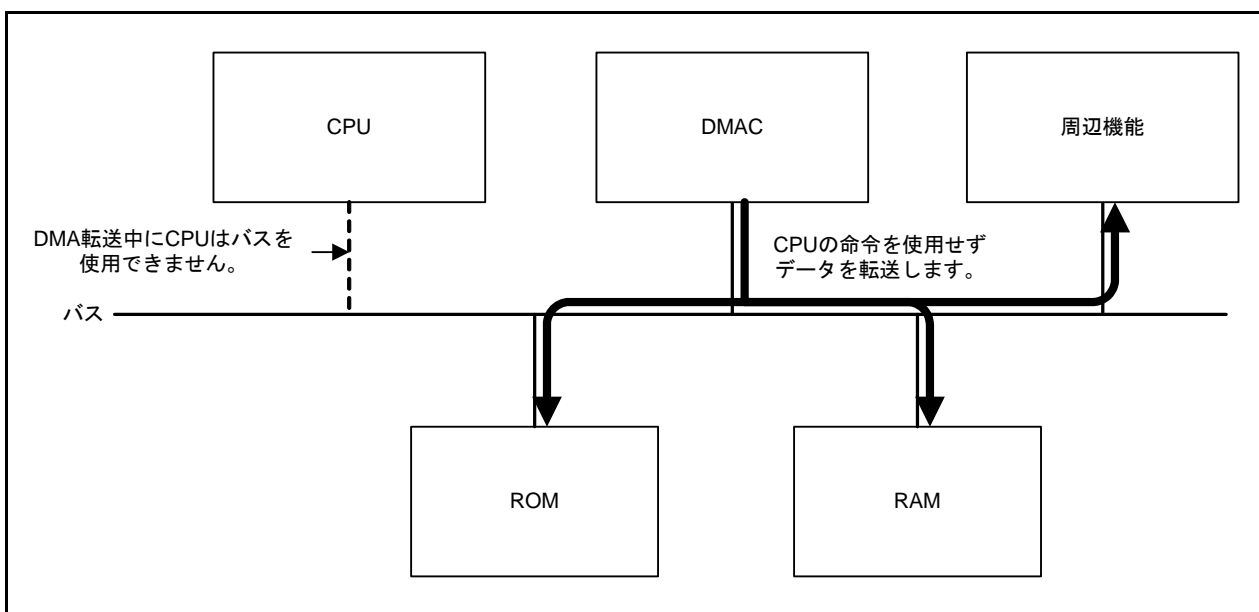 CPU
DMAC
周辺機能
DMA転送中にCPUはバスを
使用できません。
CPUの命令を使用せず
データを転送します。
バス
ROM
RAM